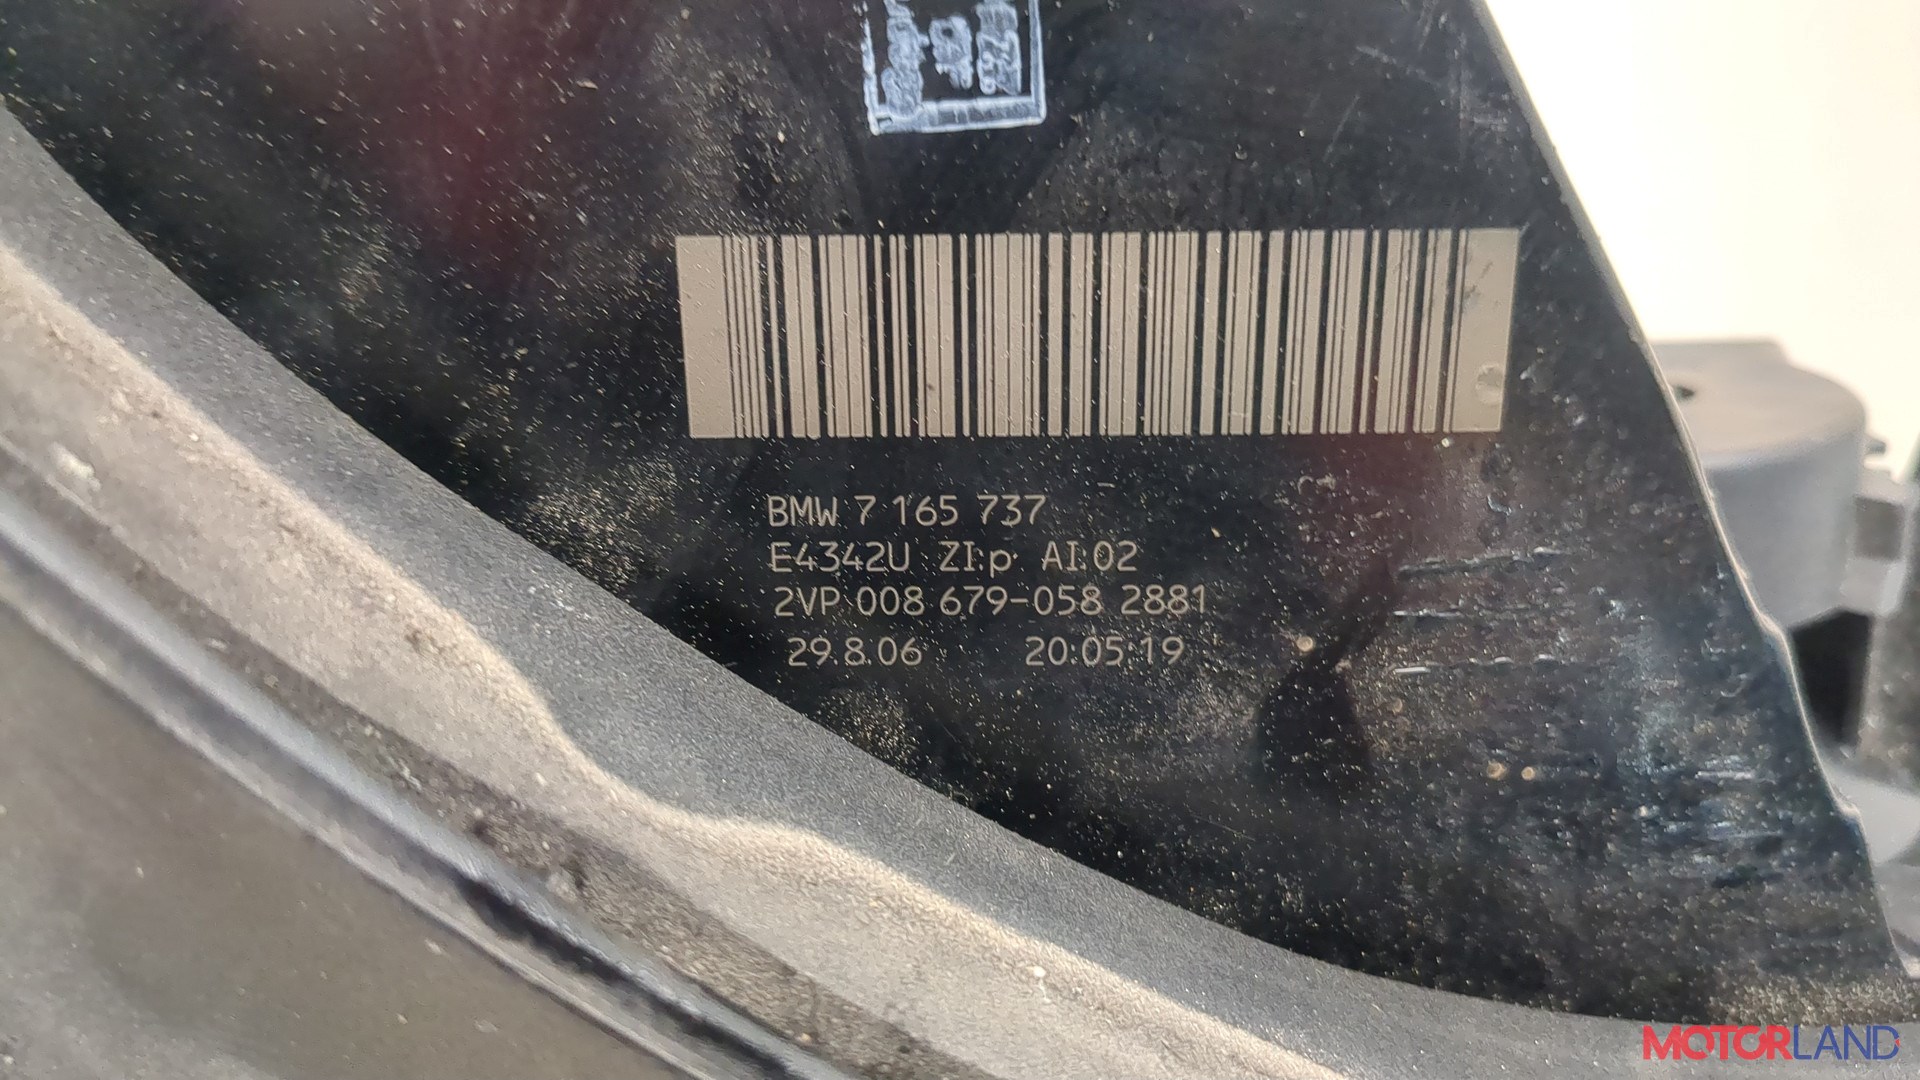 BMW 7 165 737
E4342U ZI:p AI:02
2VP 008 679-058 2881
29.8.06 20:05:19
MOTORLAND